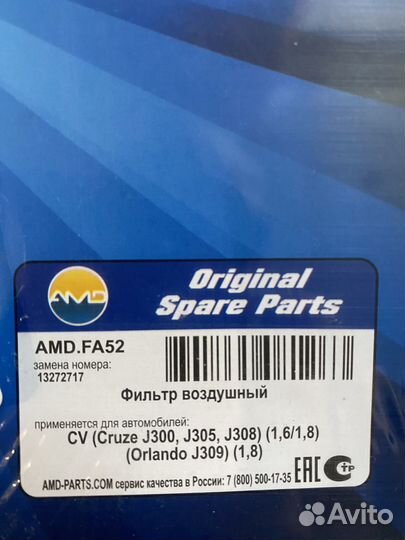 AMD
Original
Spare Parts
AMD.FA52
замена номера:
13272717
Фильтр воздушный
применяется для автомобилей:
CV (Cruze J300, J305, J308) (1,6/1,8)
(Orlando J309) (1,8)
AMD-PARTS.COM сервис качества в России: 7 (800) 500-17-35
EAC
СТР
Avito